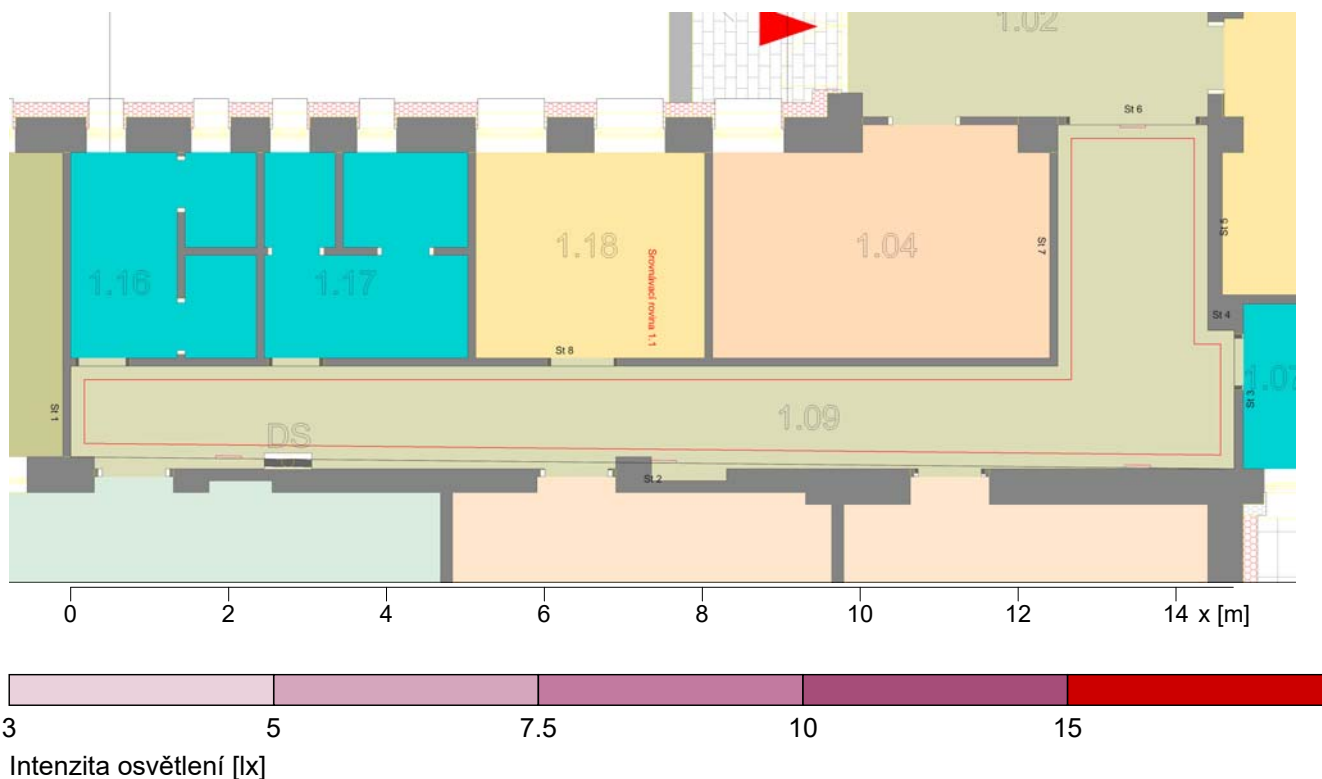 1.02
St 6
1.18
Srovnávací rovina 1.1
1.04
St 7
St 5
1.16
1.17
St 4
St 8
1.07
St 3
St 1
DS
1.09
St 2
0 2 4 6 8 10 12 14 x [m]
3 5 7.5 10 15
Intenzita osvětlení [lx]